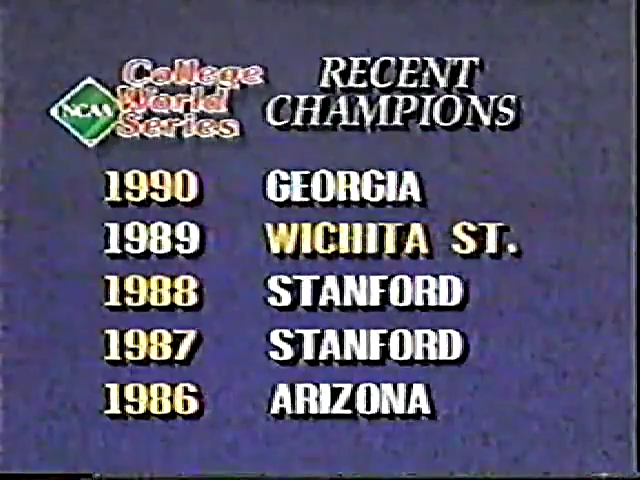 NCAA
College
World
Series
RECENT
CHAMPIONS
1990 GEORGIA
1989 WICHITA ST.
1988 STANFORD
1987 STANFORD
1986 ARIZONA